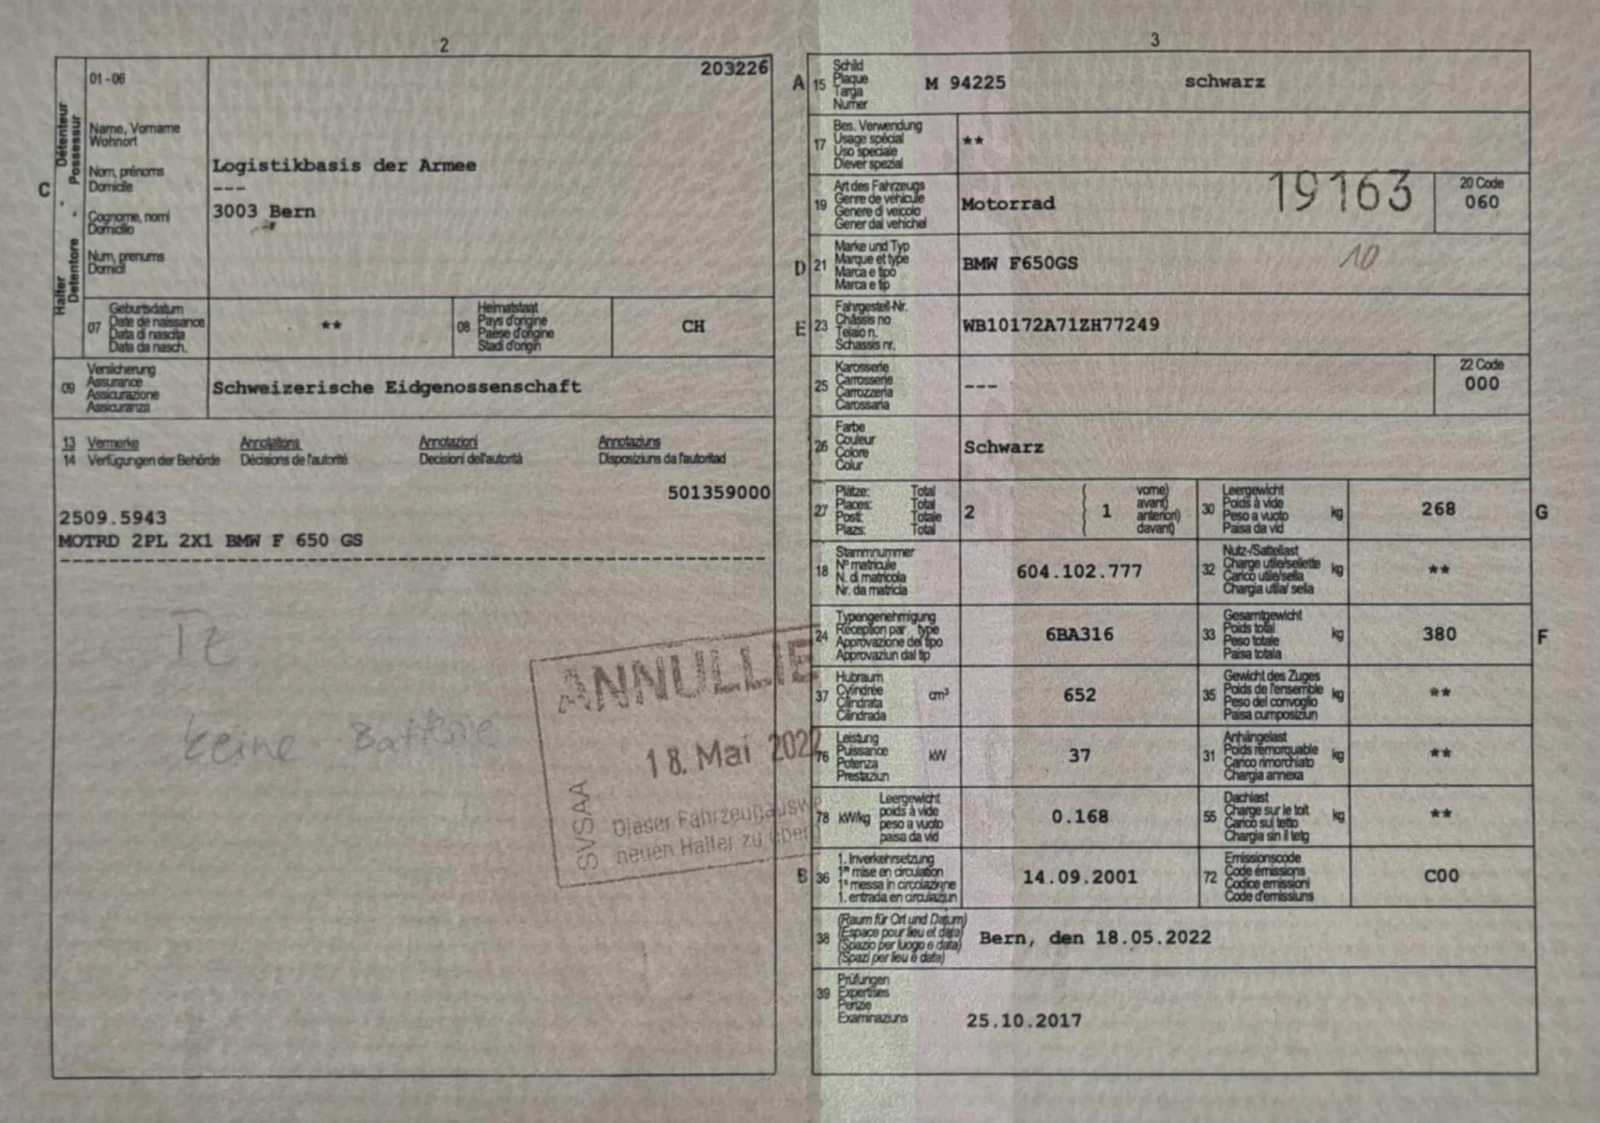 2
203226
01-06
Halter - Détenteur
Detentore - Possessur
C
Name, Vorname
Wohnort
Nom, prénoms
Domicile
Cognome, nomi
Domicilio
Num, prenums
Domicil
Logistikbasis der Armee
---
3003 Bern
07
Geburtsdatum
Date de naissance
Data di nascita
Data da nasch.
**
08
Heimatstaat
Pays d'origine
Paese d'origine
Stadi d'origin
CH
09
Versicherung
Assurance
Assicurazione
Assicuranza
Schweizerische Eidgenossenschaft
13 Vermerke Annotations Annotazioni Annotaziuns
14 Verfügungen der Behörde Décisions de l'autorité Decisioni dell'autorità Disposiziuns da l'autoritad
501359000
2509.5943
MOTRD 2PL 2X1 BMW F 650 GS
keine Batterie
ANNULLIE
18. Mai 2022
SVSAA
Dieser Fahrzeugauswe
neuen Halter zu über
3
A 15
Schild
Plaque
Targa
Numer
M 94225 schwarz
17
Bes. Verwendung
Usage spécial
Uso speciale
Diever spezial
**
19
Art des Fahrzeugs
Genre de véhicule
Genere di veicolo
Gener dal vehichel
Motorrad
19163
20 Code
060
D 21
Marke und Typ
Marque et type
Marca e tipo
Marca e tip
BMW F650GS
10
E 23
Fahrgestell-Nr.
Châssis no
Telaio n.
Schassis nr.
WB10172A71ZH77249
25
Karosserie
Carrosserie
Carrozzeria
Carossaria
---
22 Code
000
26
Farbe
Couleur
Colore
Colur
Schwarz
27
Plätze: Total
Places: Total
Posti: Totale
Plazs: Total
2
( 1
vorne)
avant)
anteriori)
davant)
30
Leergewicht
Poids à vide
Peso a vuoto
Paisa da vid
kg
268
G
18
Stammnummer
N° matricule
N. di matricola
Nr. da matricla
604.102.777
32
Nutz-/Sattellast
Charge utile/sellette
Carico utile/sella
Chargia utila/ sella
kg
**
24
Typengenehmigung
Réception par type
Approvazione del tipo
Approvaziun dal tip
6BA316
33
Gesamtgewicht
Poids total
Peso totale
Paisa totala
kg
380
F
37
Hubraum
Cylindrée
Cilindrata
Cilindrada
cm³
652
35
Gewicht des Zuges
Poids de l'ensemble
Peso del convoglio
Paisa cumposiziun
kg
**
76
Leistung
Puissance
Potenza
Prestaziun
kW
37
31
Anhängelast
Poids remorquable
Carico rimorchiato
Chargia annexa
kg
**
78
kW/kg
Leergewicht
poids à vide
peso a vuoto
paisa da vid
0.168
55
Dachlast
Charge sur le toit
Carico sul tetto
Chargia sin il tetg
kg
**
B 36
1. Inverkehrsetzung
1re mise en circulation
1a messa in circolazione
1. entrada en circulaziun
14.09.2001
72
Emissionscode
Code émissions
Codice emissioni
Code d'emissiuns
C00
38
(Raum für Ort und Datum)
(Espace pour lieu et date)
(Spazio per luogo e data)
(Spazi per lieu e data)
Bern, den 18.05.2022
39
Prüfungen
Expertises
Perizie
Examinaziuns
25.10.2017